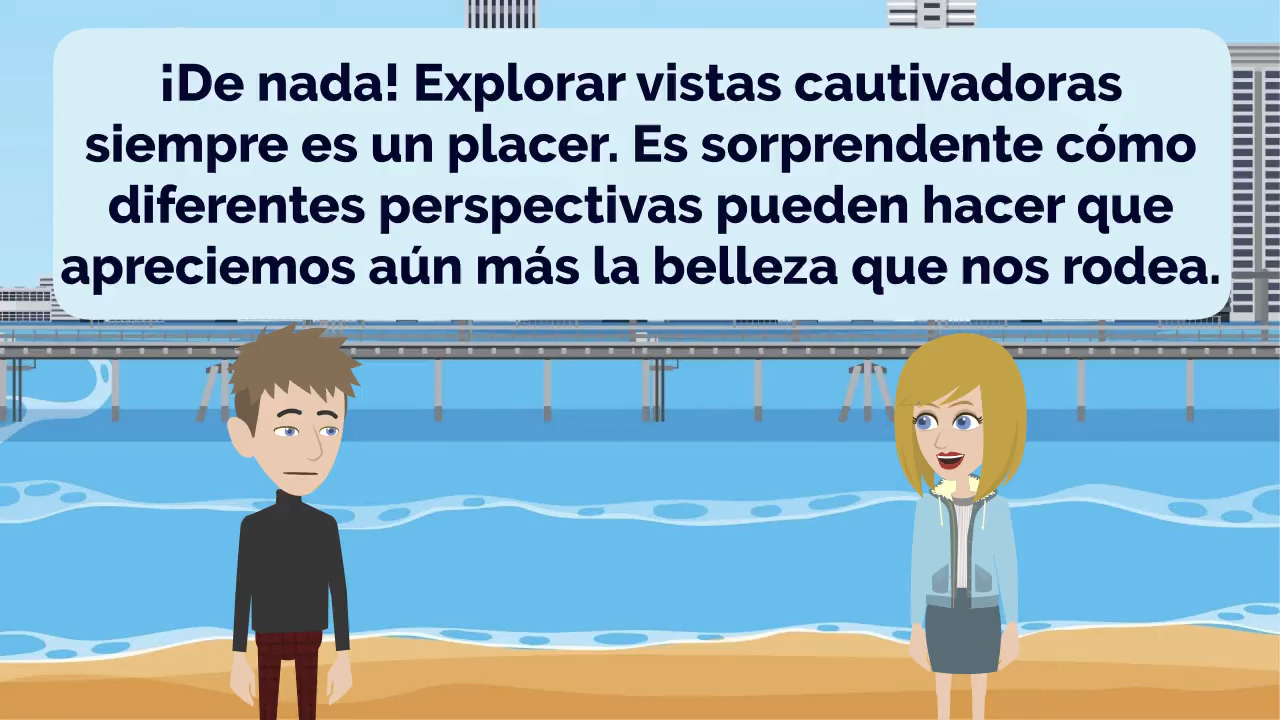 ¡De nada! Explorar vistas cautivadoras
siempre es un placer. Es sorprendente cómo
diferentes perspectivas pueden hacer que
apreciemos aún más la belleza que nos rodea.